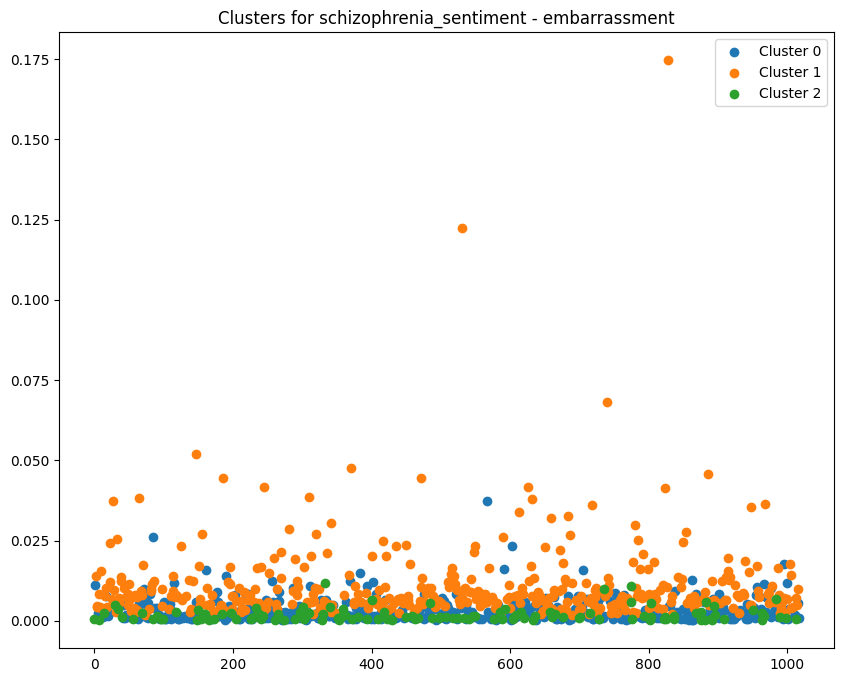 Clusters for schizophrenia_sentiment - embarrassment
Cluster 0
Cluster 1
Cluster 2
0.175
0.150
0.125
0.100
0.075
0.050
0.025
0.000
0 200 400 600 800 1000